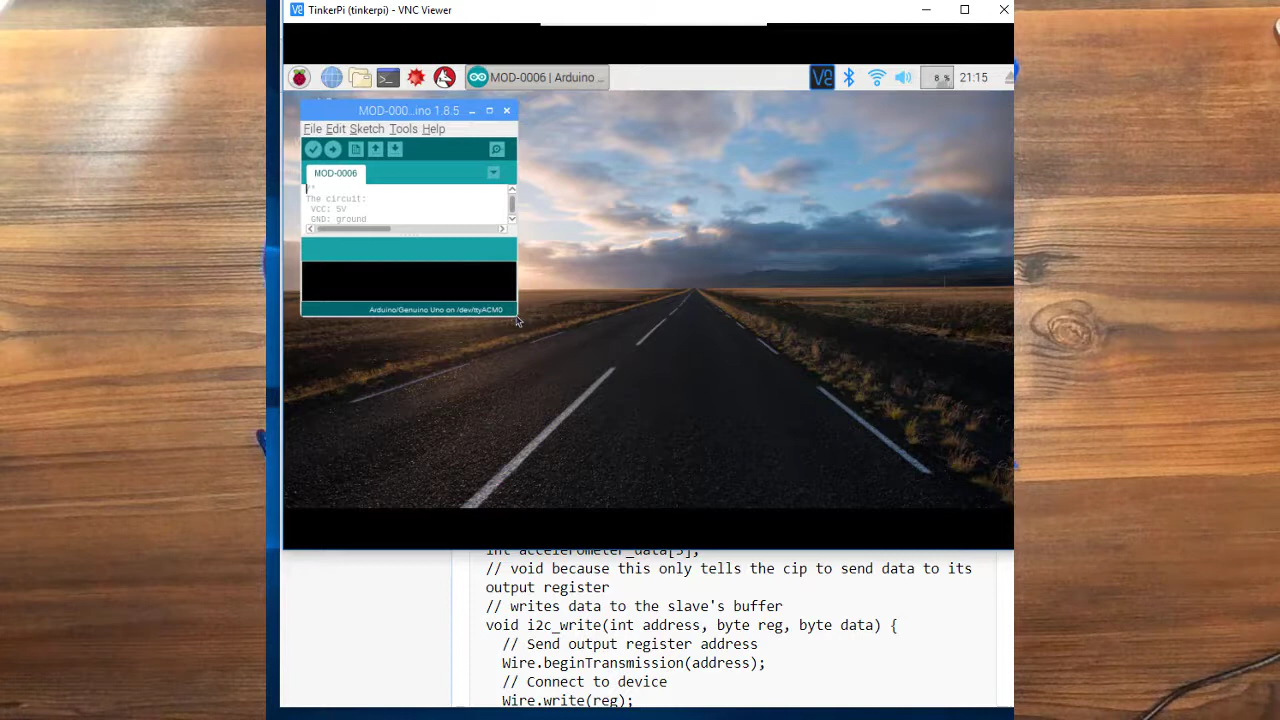 TinkerPi (tinkerpi) - VNC Viewer
MOD-0006 | Arduino ...
8 %
21:15
MOD-000...ino 1.8.5
File Edit Sketch Tools Help
MOD-0006
The circuit:
VCC: 5V
GND: ground
Arduino/Genuino Uno on /dev/ttyACM0
int accelerometer_data[3];
// void because this only tells the cip to send data to its
output register
// writes data to the slave's buffer
void i2c_write(int address, byte reg, byte data) {
// Send output register address
Wire.beginTransmission(address);
// Connect to device
Wire.write(reg);